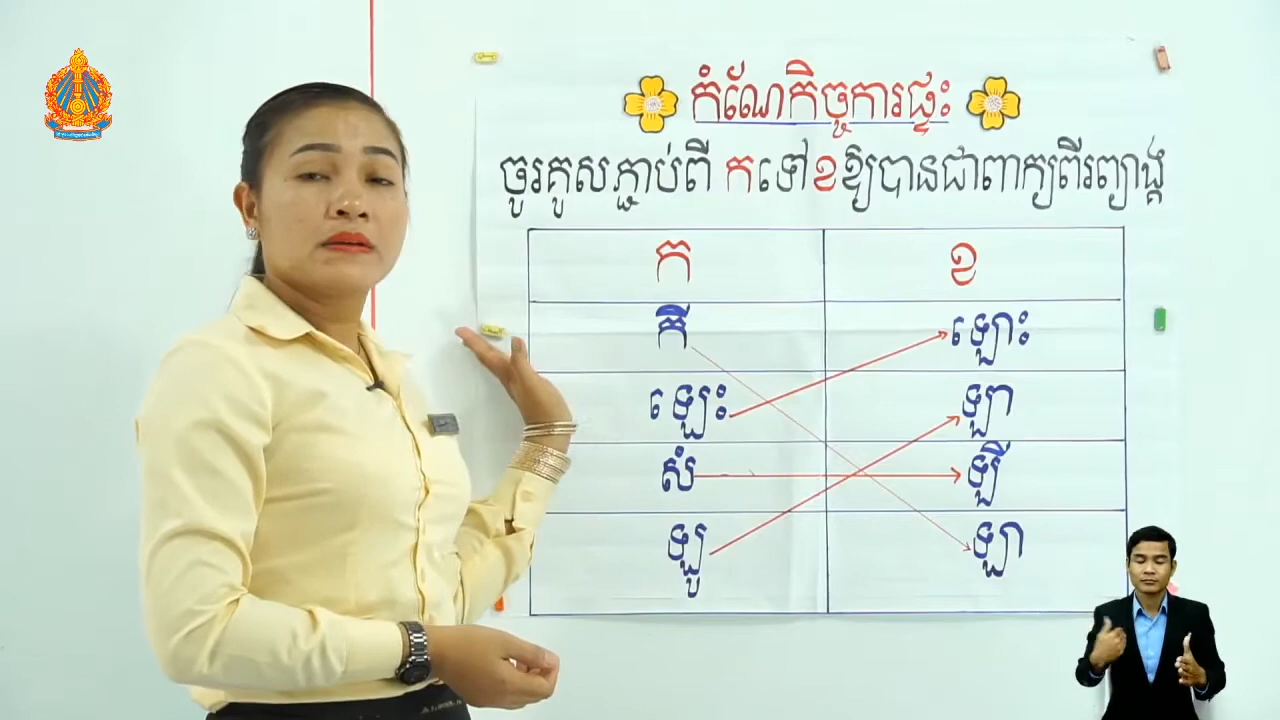 កំណែកិច្ចការផ្ទះ
ចូរគូសភ្ជាប់ពី ក ទៅ ខ ឱ្យបានជាពាក្យពីរព្យាង្គ
ក ខ
កី ឡោះ
ឡេះ ឡា
សំ ឡី
ឡូ ឡា